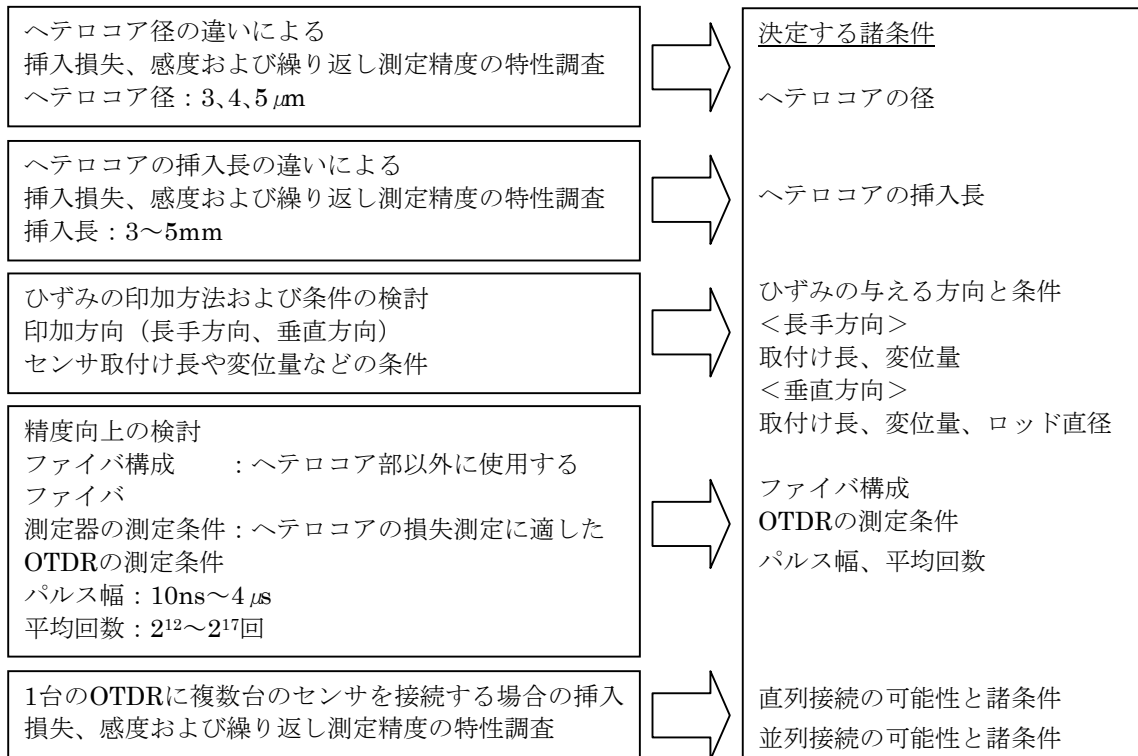 ヘテロコア径の違いによる
挿入損失、感度および繰り返し測定精度の特性調査
ヘテロコア径：3、4、5㎛
ヘテロコアの挿入長の違いによる
挿入損失、感度および繰り返し測定精度の特性調査
挿入長：3～5mm
ひずみの印加方法および条件の検討
印加方向（長手方向、垂直方向）
センサ取付け長や変位量などの条件
精度向上の検討
ファイバ構成　　：ヘテロコア部以外に使用する
ファイバ
測定器の測定条件：ヘテロコアの損失測定に適した
OTDRの測定条件
パルス幅：10ns～4㎲
平均回数：2¹²～2¹⁷回
1台のOTDRに複数台のセンサを接続する場合の挿入
損失、感度および繰り返し測定精度の特性調査
決定する諸条件
ヘテロコアの径
ヘテロコアの挿入長
ひずみの与える方向と条件
＜長手方向＞
取付け長、変位量
＜垂直方向＞
取付け長、変位量、ロッド直径
ファイバ構成
OTDRの測定条件
パルス幅、平均回数
直列接続の可能性と諸条件
並列接続の可能性と諸条件